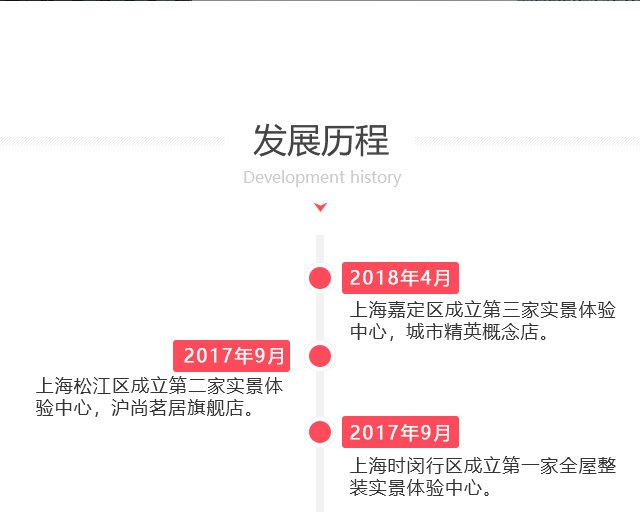 发展历程
Development history
2018年4月
上海嘉定区成立第三家实景体验
中心，城市精英概念店。
2017年9月
上海松江区成立第二家实景体
验中心，沪尚茗居旗舰店。
2017年9月
上海时闵行区成立第一家全屋整
装实景体验中心。